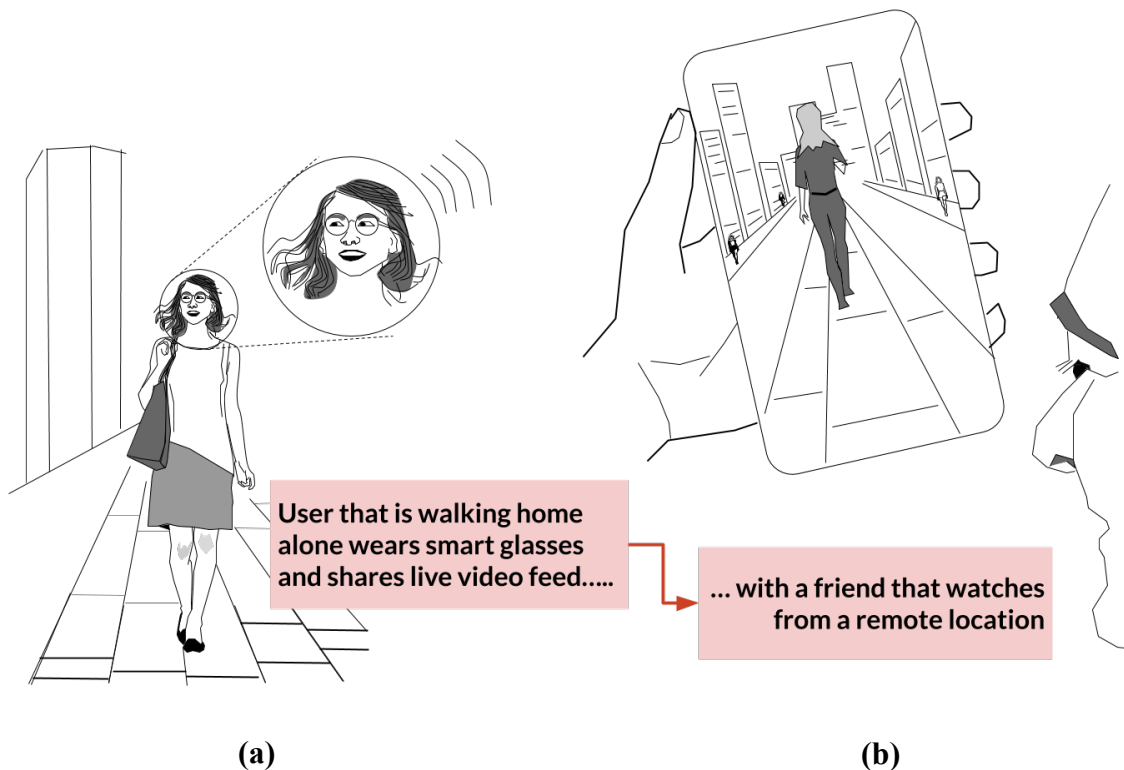 User that is walking home
alone wears smart glasses
and shares live video feed.....
... with a friend that watches
from a remote location
(a)
(b)